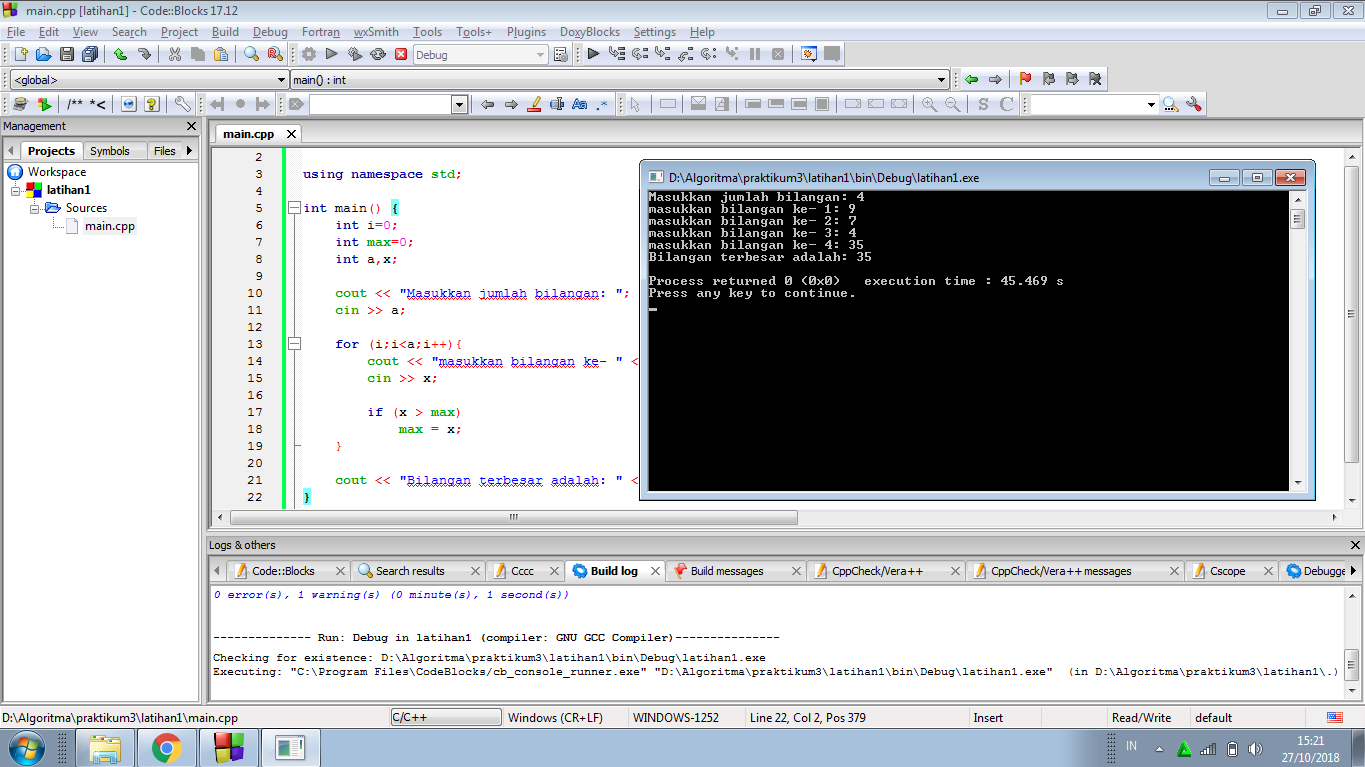 main.cpp [latihan1] - Code::Blocks 17.12
File Edit View Search Project Build Debug Fortran wxSmith Tools Tools+ Plugins DoxyBlocks Settings Help
Debug
<global> main() : int
/** *<
Aa .* S C
Management
Projects Symbols Files
Workspace
latihan1
Sources
main.cpp
main.cpp
2
3 using namespace std;
4
5 int main() {
6 int i=0;
7 int max=0;
8 int a,x;
9
10 cout << "Masukkan jumlah bilangan: ";
11 cin >> a;
12
13 for (i;i<a;i++){
14 cout << "masukkan bilangan ke- " <
15 cin >> x;
16
17 if (x > max)
18 max = x;
19 }
20
21 cout << "Bilangan terbesar adalah: " <
22 }
D:\Algoritma\praktikum3\latihan1\bin\Debug\latihan1.exe
Masukkan jumlah bilangan: 4
masukkan bilangan ke- 1: 9
masukkan bilangan ke- 2: 7
masukkan bilangan ke- 3: 4
masukkan bilangan ke- 4: 35
Bilangan terbesar adalah: 35
Process returned 0 (0x0) execution time : 45.469 s
Press any key to continue.
Logs & others
Code::Blocks Search results Cccc Build log Build messages CppCheck/Vera++ CppCheck/Vera++ messages Cscope Debugge
0 error(s), 1 warning(s) (0 minute(s), 1 second(s))
-------------- Run: Debug in latihan1 (compiler: GNU GCC Compiler)---------------
Checking for existence: D:\Algoritma\praktikum3\latihan1\bin\Debug\latihan1.exe
Executing: "C:\Program Files\CodeBlocks/cb_console_runner.exe" "D:\Algoritma\praktikum3\latihan1\bin\Debug\latihan1.exe" (in D:\Algoritma\praktikum3\latihan1\.)
D:\Algoritma\praktikum3\latihan1\main.cpp C/C++ Windows (CR+LF) WINDOWS-1252 Line 22, Col 2, Pos 379 Insert Read/Write default
IN 15:21
27/10/2018